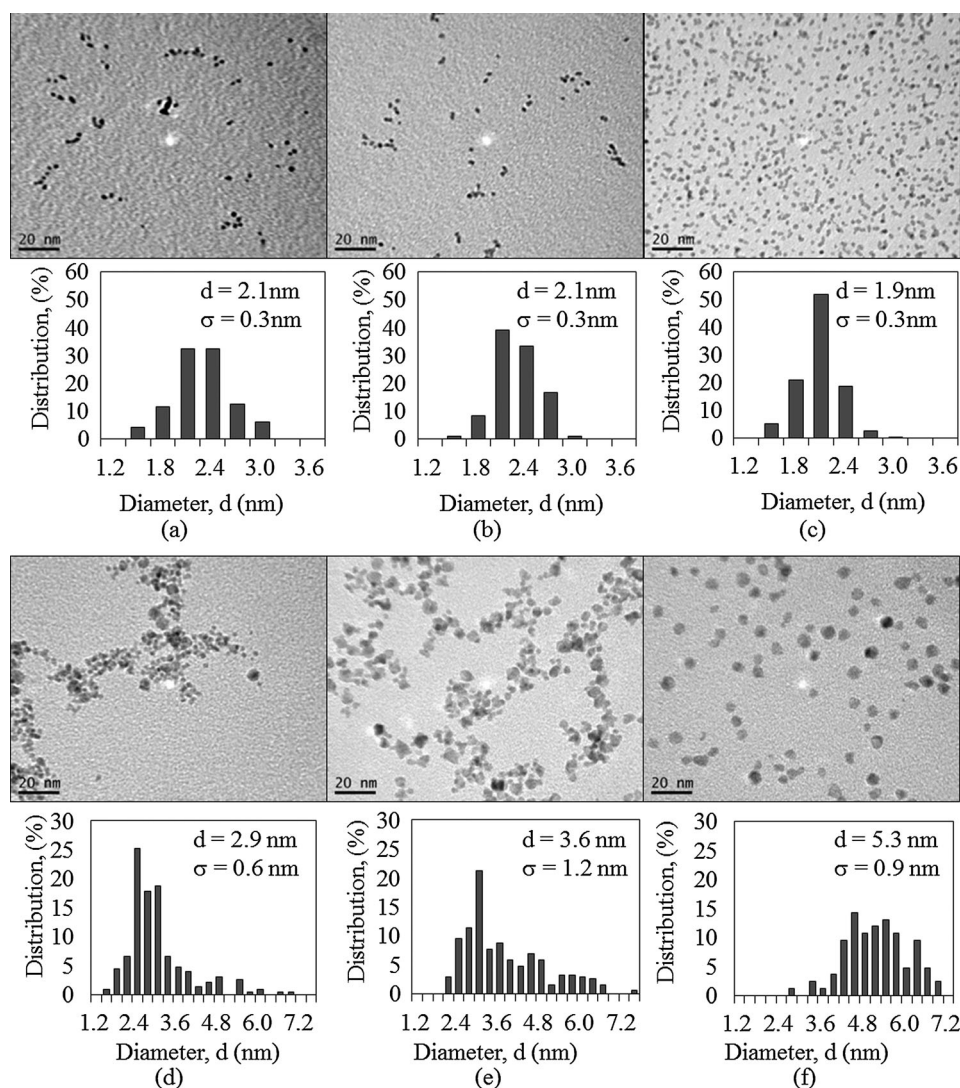 20 nm
20 nm
20 nm
60
50
40
30
20
10
0
Distribution, (%)
d = 2.1nm
σ = 0.3nm
1.2 1.8 2.4 3.0 3.6
Diameter, d (nm)
(a)
60
50
40
30
20
10
0
Distribution, (%)
d = 2.1nm
σ = 0.3nm
1.2 1.8 2.4 3.0 3.6
Diameter, d (nm)
(b)
60
50
40
30
20
10
0
Distribution, (%)
d = 1.9nm
σ = 0.3nm
1.2 1.8 2.4 3.0 3.6
Diameter, d (nm)
(c)
20 nm
20 nm
20 nm
30
25
20
15
10
5
0
Distribution, (%)
d = 2.9 nm
σ = 0.6 nm
1.2 2.4 3.6 4.8 6.0 7.2
Diameter, d (nm)
(d)
30
25
20
15
10
5
0
Distribution, (%)
d = 3.6 nm
σ = 1.2 nm
1.2 2.4 3.6 4.8 6.0 7.2
Diameter, d (nm)
(e)
30
25
20
15
10
5
0
Distribution, (%)
d = 5.3 nm
σ = 0.9 nm
1.2 2.4 3.6 4.8 6.0 7.2
Diameter, d (nm)
(f)